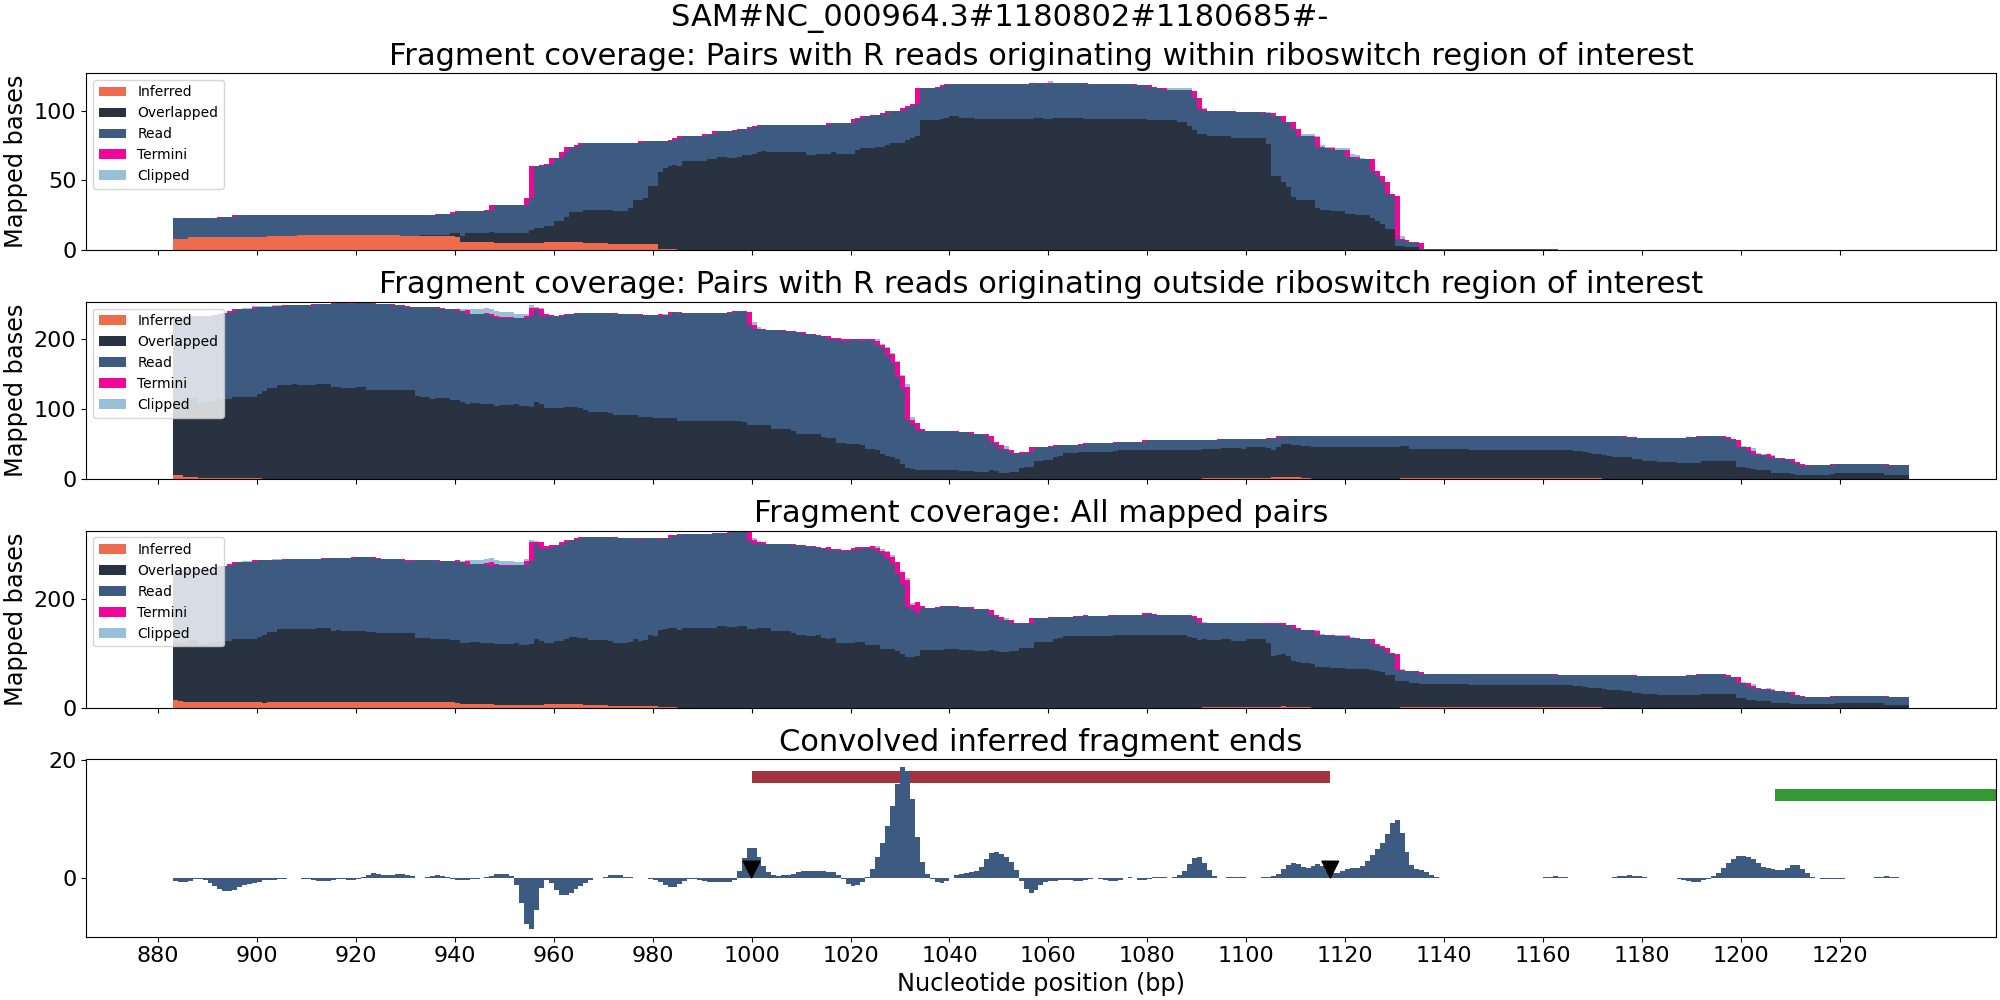 SAM#NC_000964.3#1180802#1180685#-
Fragment coverage: Pairs with R reads originating within riboswitch region of interest
Mapped bases
100
50
0
Inferred
Overlapped
Read
Termini
Clipped
Fragment coverage: Pairs with R reads originating outside riboswitch region of interest
Mapped bases
200
100
0
Inferred
Overlapped
Read
Termini
Clipped
Fragment coverage: All mapped pairs
Mapped bases
200
0
Inferred
Overlapped
Read
Termini
Clipped
Convolved inferred fragment ends
20
0
880 900 920 940 960 980 1000 1020 1040 1060 1080 1100 1120 1140 1160 1180 1200 1220
Nucleotide position (bp)